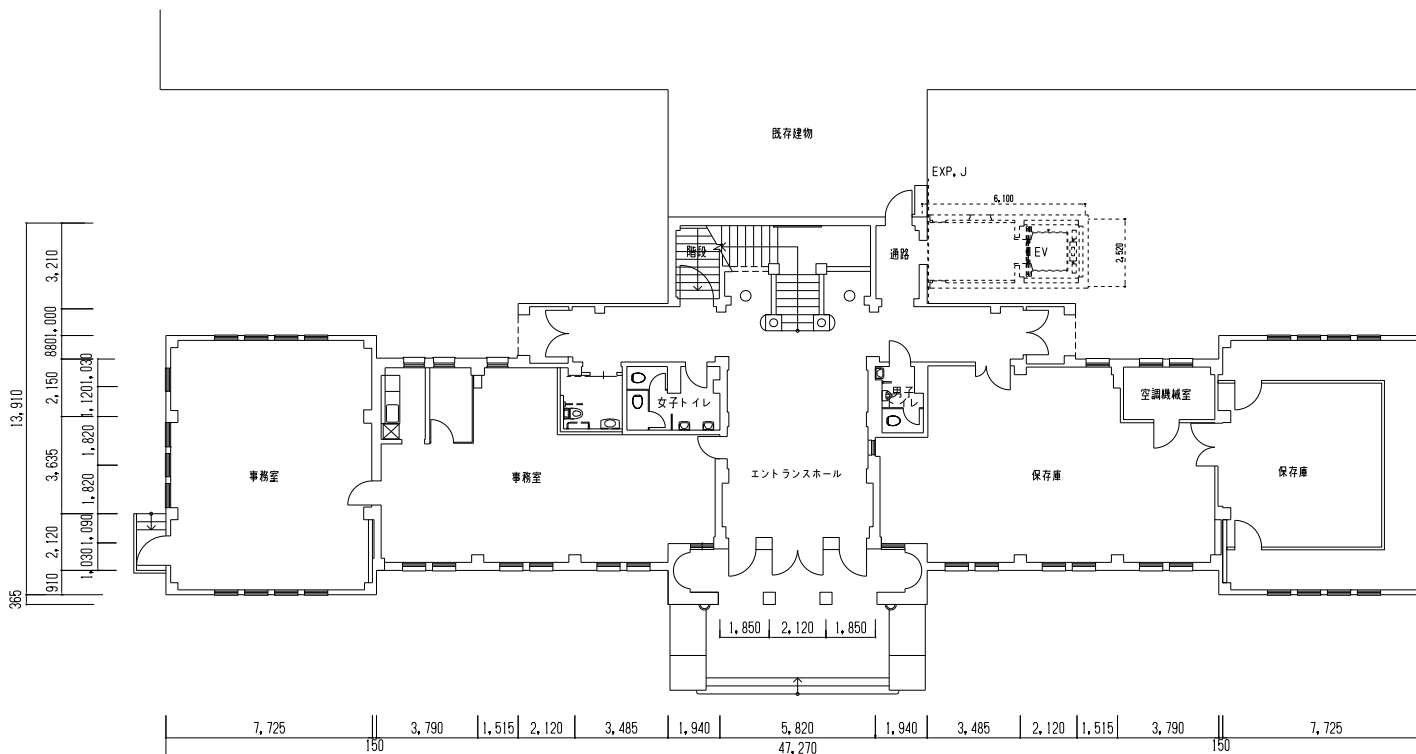 既存建物
EXP.J
6,100
2,520
EV
階段
通路
3,210
1,000
880
1,030
2,150
1,120
13,910
1,820
3,635
1,820
1,090
2,120
1,030
910
365
女子トイレ
男子
トイレ
空調機械室
事務室
事務室
エントランスホール
保存庫
保存庫
1,850
2,120
1,850
7,725
3,790
1,515
2,120
3,485
1,940
5,820
1,940
3,485
2,120
1,515
3,790
7,725
150
47,270
150